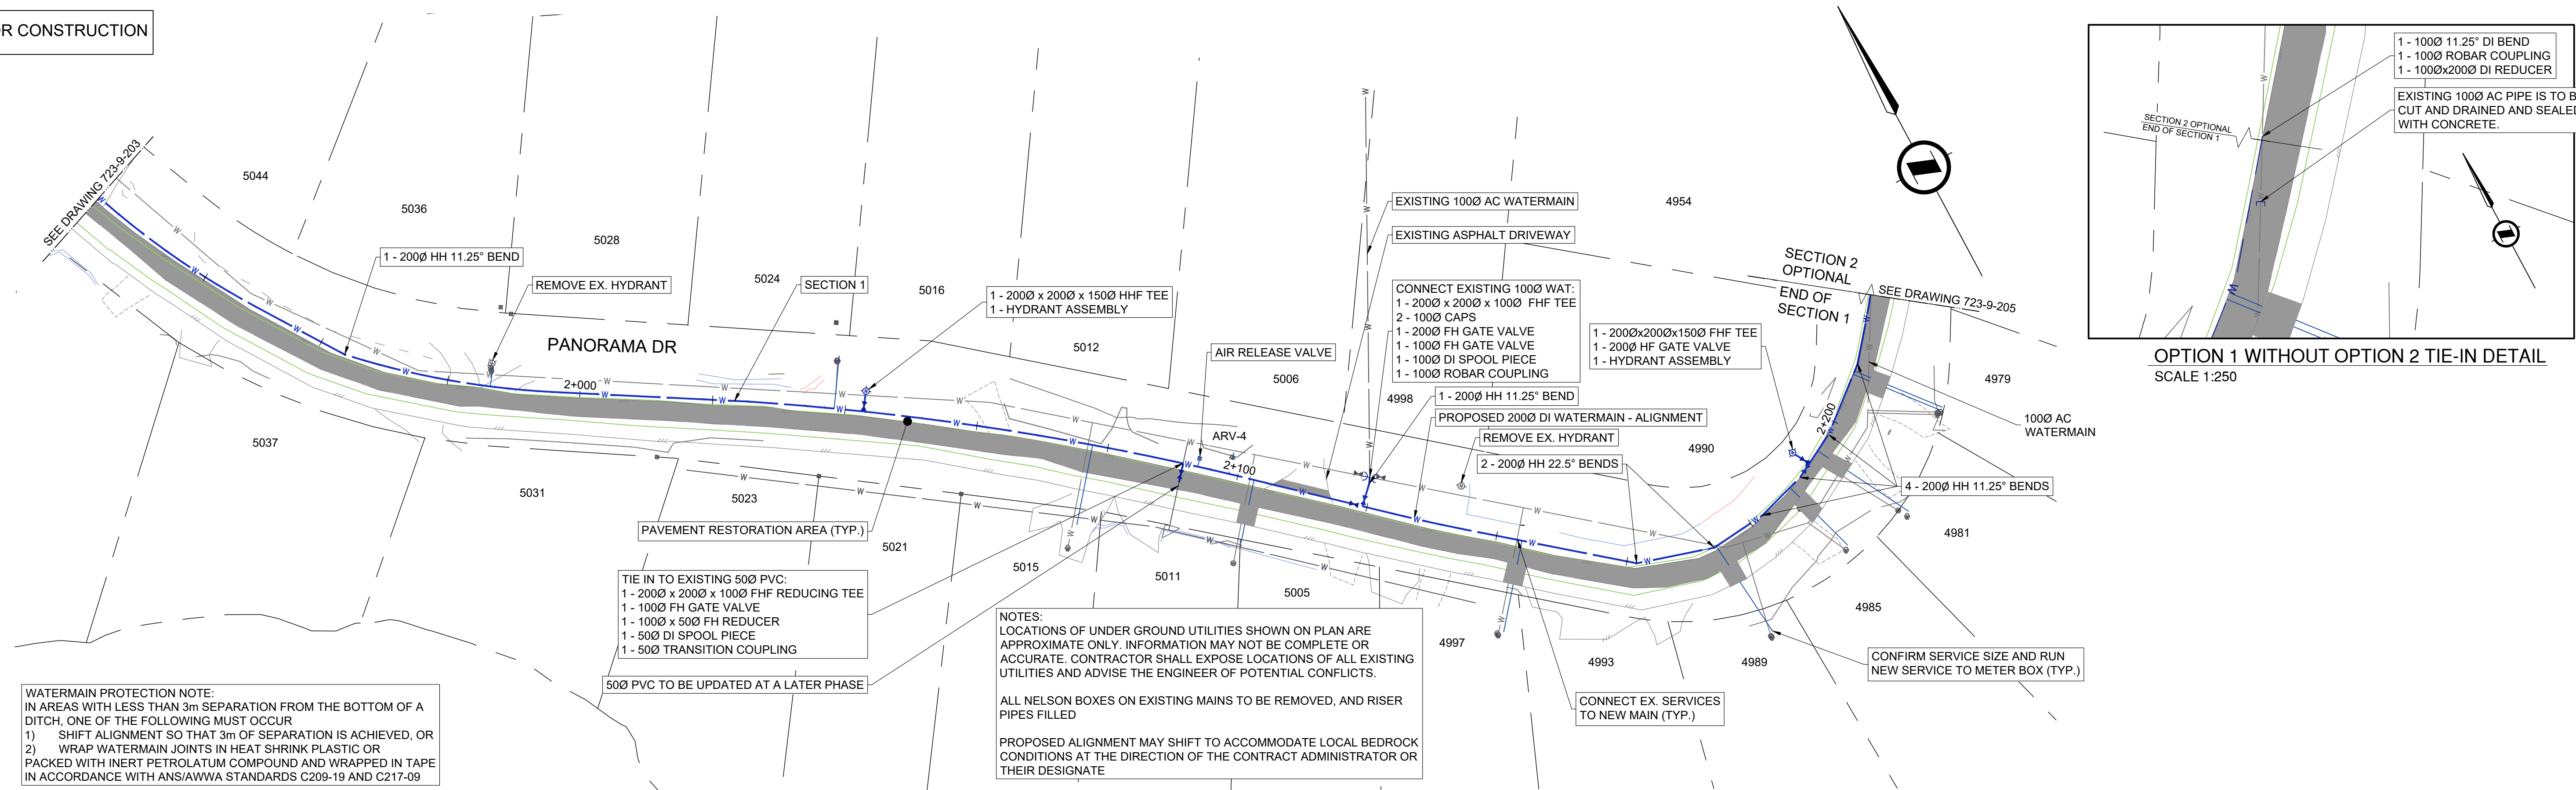 R CONSTRUCTION
SEE DRAWING 723-9-203
5044
5036
5028
5024
5016
5012
5006
4998
4954
4990
1 - 200Ø HH 11.25° BEND
REMOVE EX. HYDRANT
SECTION 1
1 - 200Ø x 200Ø x 150Ø HHF TEE
1 - HYDRANT ASSEMBLY
PANORAMA DR
2+000
AIR RELEASE VALVE
ARV-4
2+100
EXISTING 100Ø AC WATERMAIN
EXISTING ASPHALT DRIVEWAY
CONNECT EXISTING 100Ø WAT:
1 - 200Ø x 200Ø x 100Ø FHF TEE
2 - 100Ø CAPS
1 - 200Ø FH GATE VALVE
1 - 100Ø FH GATE VALVE
1 - 100Ø DI SPOOL PIECE
1 - 100Ø ROBAR COUPLING
1 - 200Ø HH 11.25° BEND
PROPOSED 200Ø DI WATERMAIN - ALIGNMENT
REMOVE EX. HYDRANT
2 - 200Ø HH 22.5° BENDS
1 - 200Øx200Øx150Ø FHF TEE
1 - 200Ø HF GATE VALVE
1 - HYDRANT ASSEMBLY
SECTION 2
OPTIONAL
END OF
SECTION 1
SEE DRAWING 723-9-205
2+200
4979
100Ø AC
WATERMAIN
4 - 200Ø HH 11.25° BENDS
4981
4985
4989
4993
4997
5005
5011
5015
5021
5023
5031
5037
CONFIRM SERVICE SIZE AND RUN
NEW SERVICE TO METER BOX (TYP.)
CONNECT EX. SERVICES
TO NEW MAIN (TYP.)
PAVEMENT RESTORATION AREA (TYP.)
TIE IN TO EXISTING 50Ø PVC:
1 - 200Ø x 200Ø x 100Ø FHF REDUCING TEE
1 - 100Ø FH GATE VALVE
1 - 100Ø x 50Ø FH REDUCER
1 - 50Ø DI SPOOL PIECE
1 - 50Ø TRANSITION COUPLING
50Ø PVC TO BE UPDATED AT A LATER PHASE
WATERMAIN PROTECTION NOTE:
IN AREAS WITH LESS THAN 3m SEPARATION FROM THE BOTTOM OF A
DITCH, ONE OF THE FOLLOWING MUST OCCUR
1) SHIFT ALIGNMENT SO THAT 3m OF SEPARATION IS ACHIEVED, OR
2) WRAP WATERMAIN JOINTS IN HEAT SHRINK PLASTIC OR
PACKED WITH INERT PETROLATUM COMPOUND AND WRAPPED IN TAPE
IN ACCORDANCE WITH ANS/AWWA STANDARDS C209-19 AND C217-09
NOTES:
LOCATIONS OF UNDER GROUND UTILITIES SHOWN ON PLAN ARE
APPROXIMATE ONLY. INFORMATION MAY NOT BE COMPLETE OR
ACCURATE. CONTRACTOR SHALL EXPOSE LOCATIONS OF ALL EXISTING
UTILITIES AND ADVISE THE ENGINEER OF POTENTIAL CONFLICTS.
ALL NELSON BOXES ON EXISTING MAINS TO BE REMOVED, AND RISER
PIPES FILLED
PROPOSED ALIGNMENT MAY SHIFT TO ACCOMMODATE LOCAL BEDROCK
CONDITIONS AT THE DIRECTION OF THE CONTRACT ADMINISTRATOR OR
THEIR DESIGNATE
1 - 100Ø 11.25° DI BEND
1 - 100Ø ROBAR COUPLING
1 - 100Øx200Ø DI REDUCER
EXISTING 100Ø AC PIPE IS TO B
CUT AND DRAINED AND SEALED
WITH CONCRETE.
SECTION 2 OPTIONAL
END OF SECTION 1
OPTION 1 WITHOUT OPTION 2 TIE-IN DETAIL
SCALE 1:250